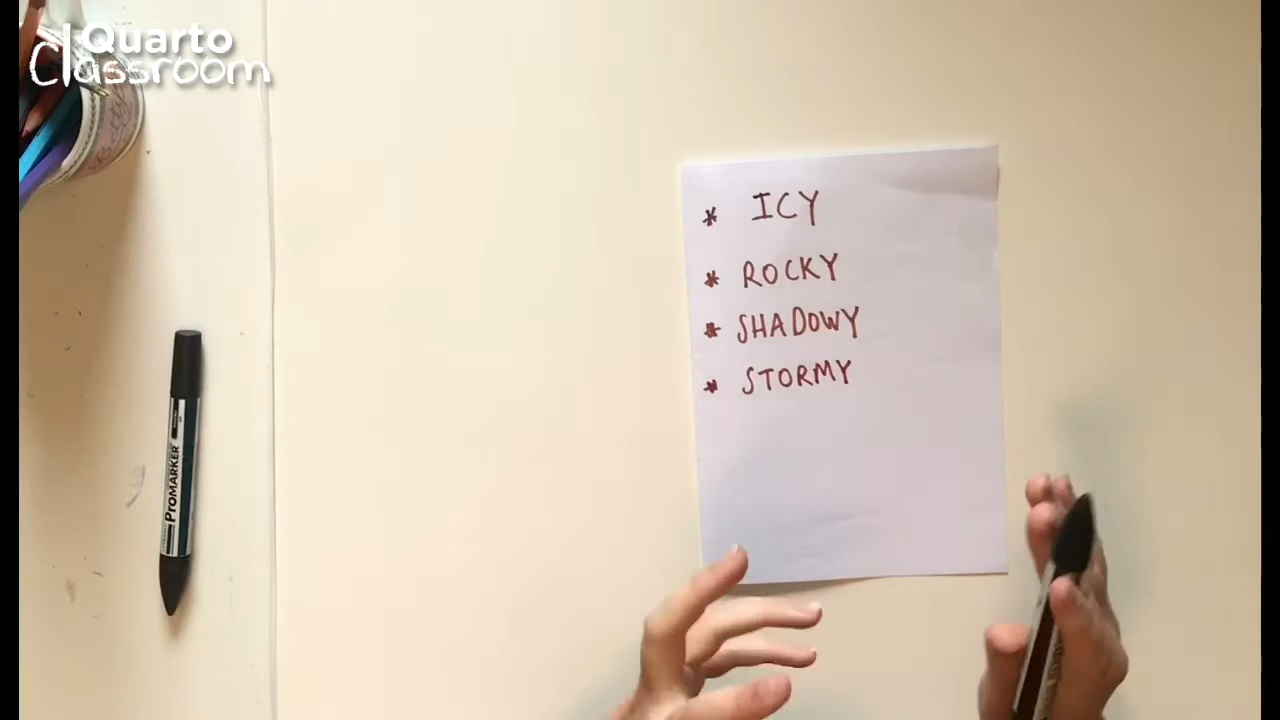 Quarto
classroom
* ICY
* ROCKY
* SHADOWY
* STORMY
PROMARKER